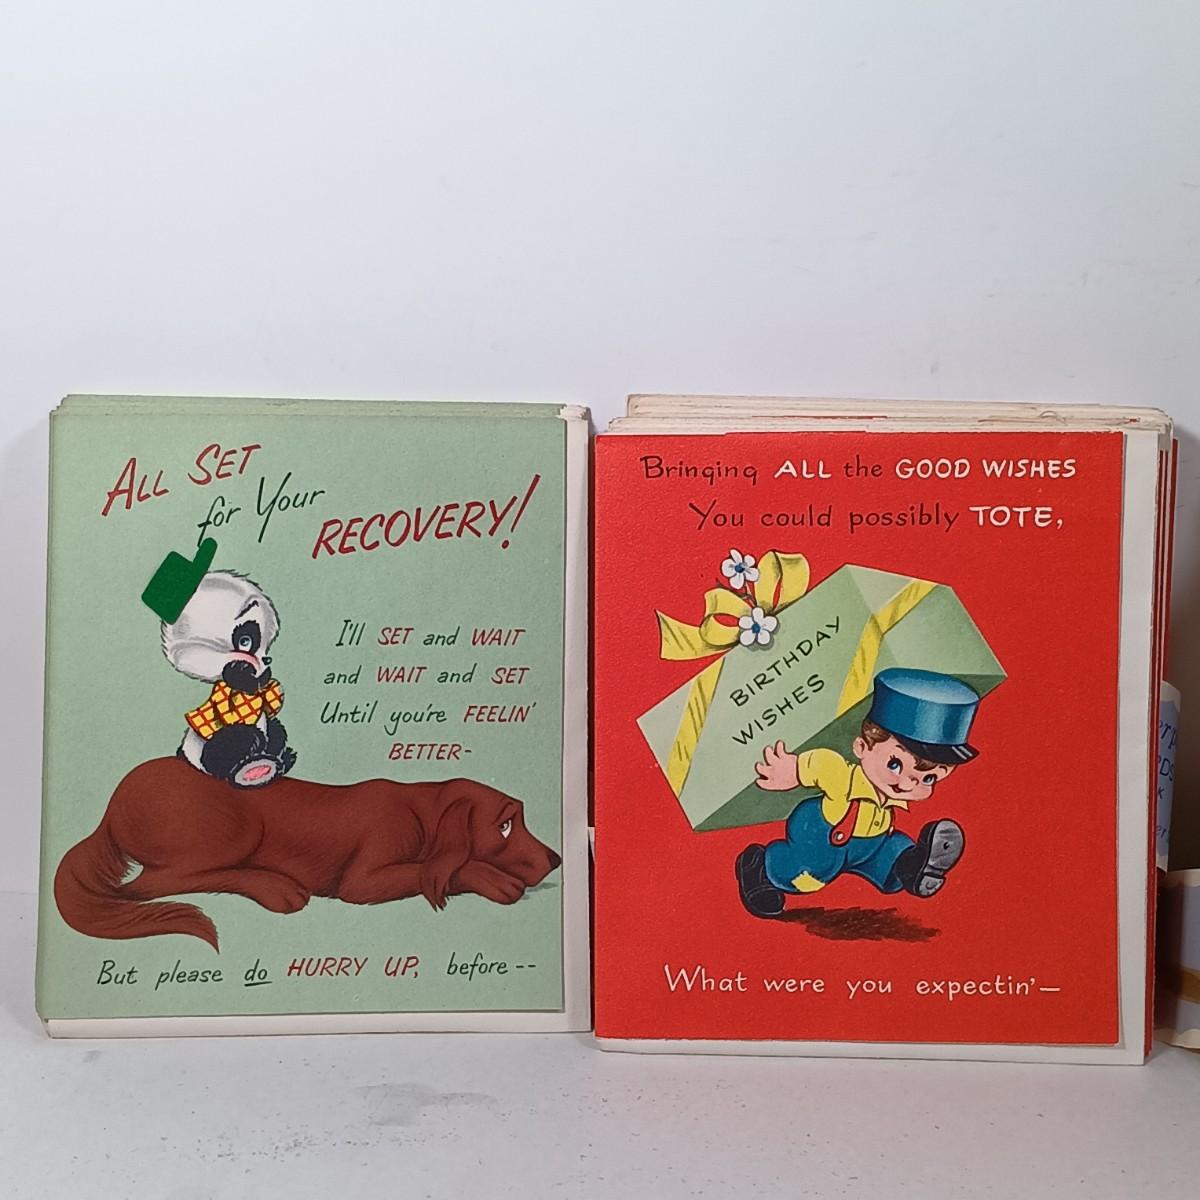 ALL SET
for Your
RECOVERY!
I'll SET and WAIT
and WAIT and SET
Until you're FEELIN'
BETTER-
But please do HURRY UP, before--
Bringing ALL the GOOD WISHES
You could possibly TOTE,
BIRTHDAY
WISHES
What were you expectin'—